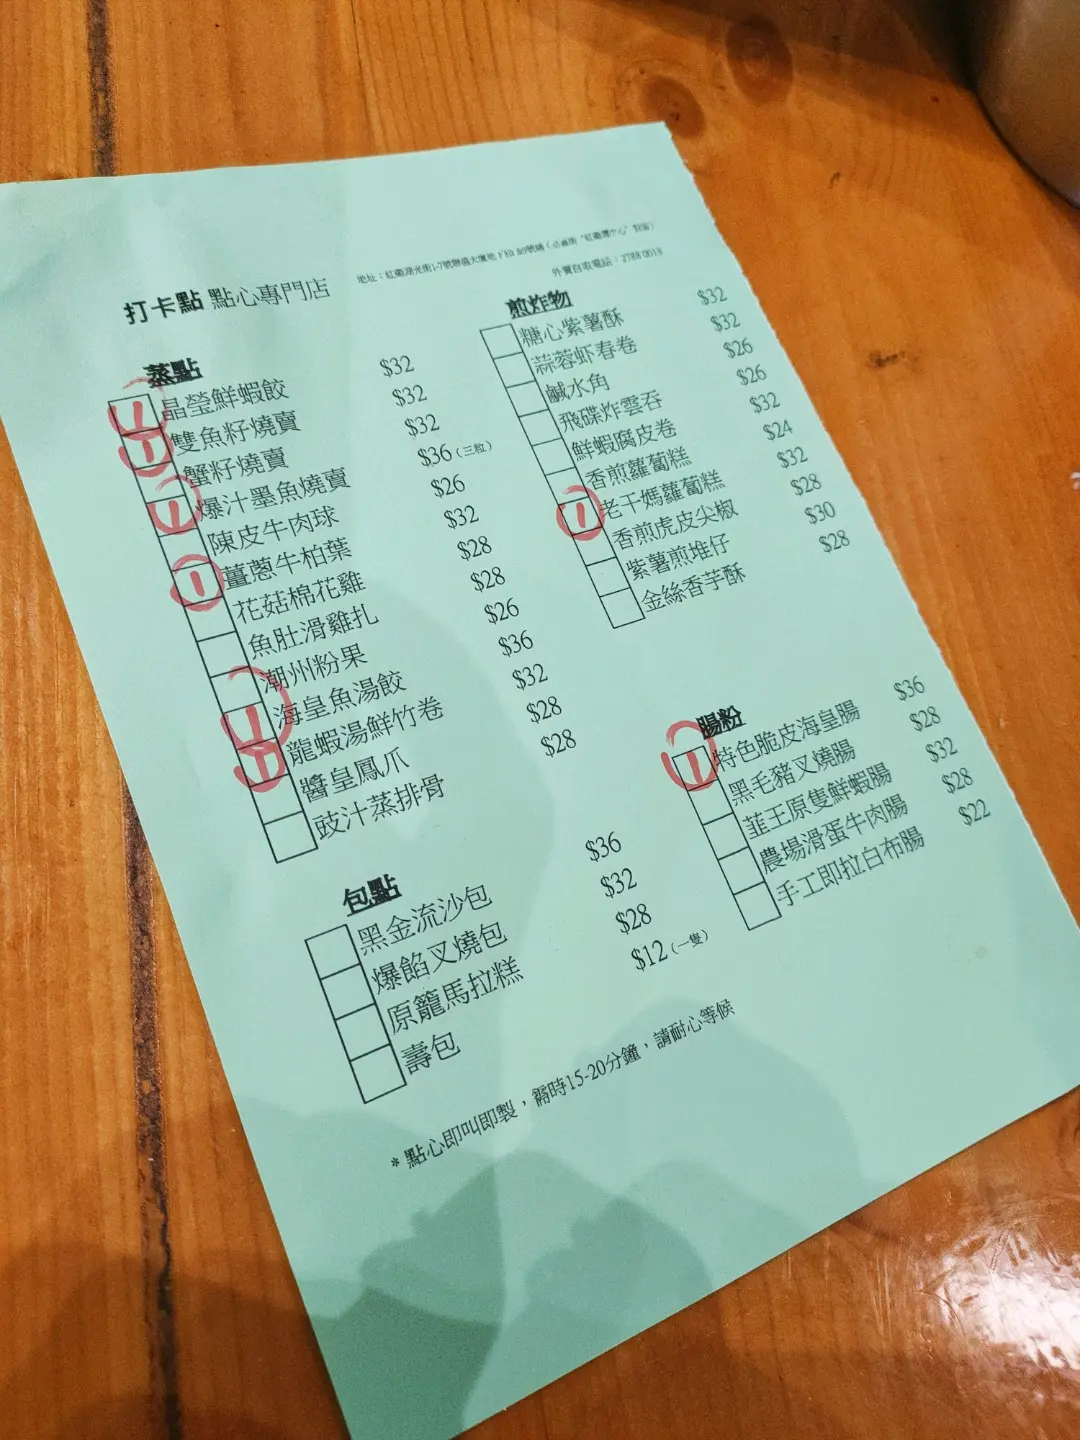 打卡點 點心專門店
外賣自取電話：2788 0018
蒸點
1 晶瑩鮮蝦餃 $32
1 雙魚籽燒賣 $32
蟹籽燒賣 $32
1 爆汁墨魚燒賣 $36（三粒）
陳皮牛肉球 $26
1 薑蔥牛柏葉 $32
花菇棉花雞 $28
魚肚滑雞扎 $28
潮州粉果 $26
1 海皇魚湯餃 $36
1 龍蝦湯鮮竹卷 $32
醬皇鳳爪 $28
豉汁蒸排骨 $28
包點
黑金流沙包 $36
爆餡叉燒包 $32
原籠馬拉糕 $28
壽包 $12（一隻）
煎炸物
糖心紫薯酥 $32
蒜蓉虾春卷 $32
鹹水角 $26
飛碟炸雲吞 $26
鮮蝦腐皮卷 $32
香煎蘿蔔糕 $24
1 老干媽蘿蔔糕 $32
香煎虎皮尖椒 $28
紫薯煎堆仔 $30
金絲香芋酥 $28
腸粉
1 特色脆皮海皇腸 $36
黑毛豬叉燒腸 $28
韮王原隻鮮蝦腸 $32
農場滑蛋牛肉腸 $28
手工即拉白布腸 $22
* 點心即叫即製，需時15-20分鐘，請耐心等候